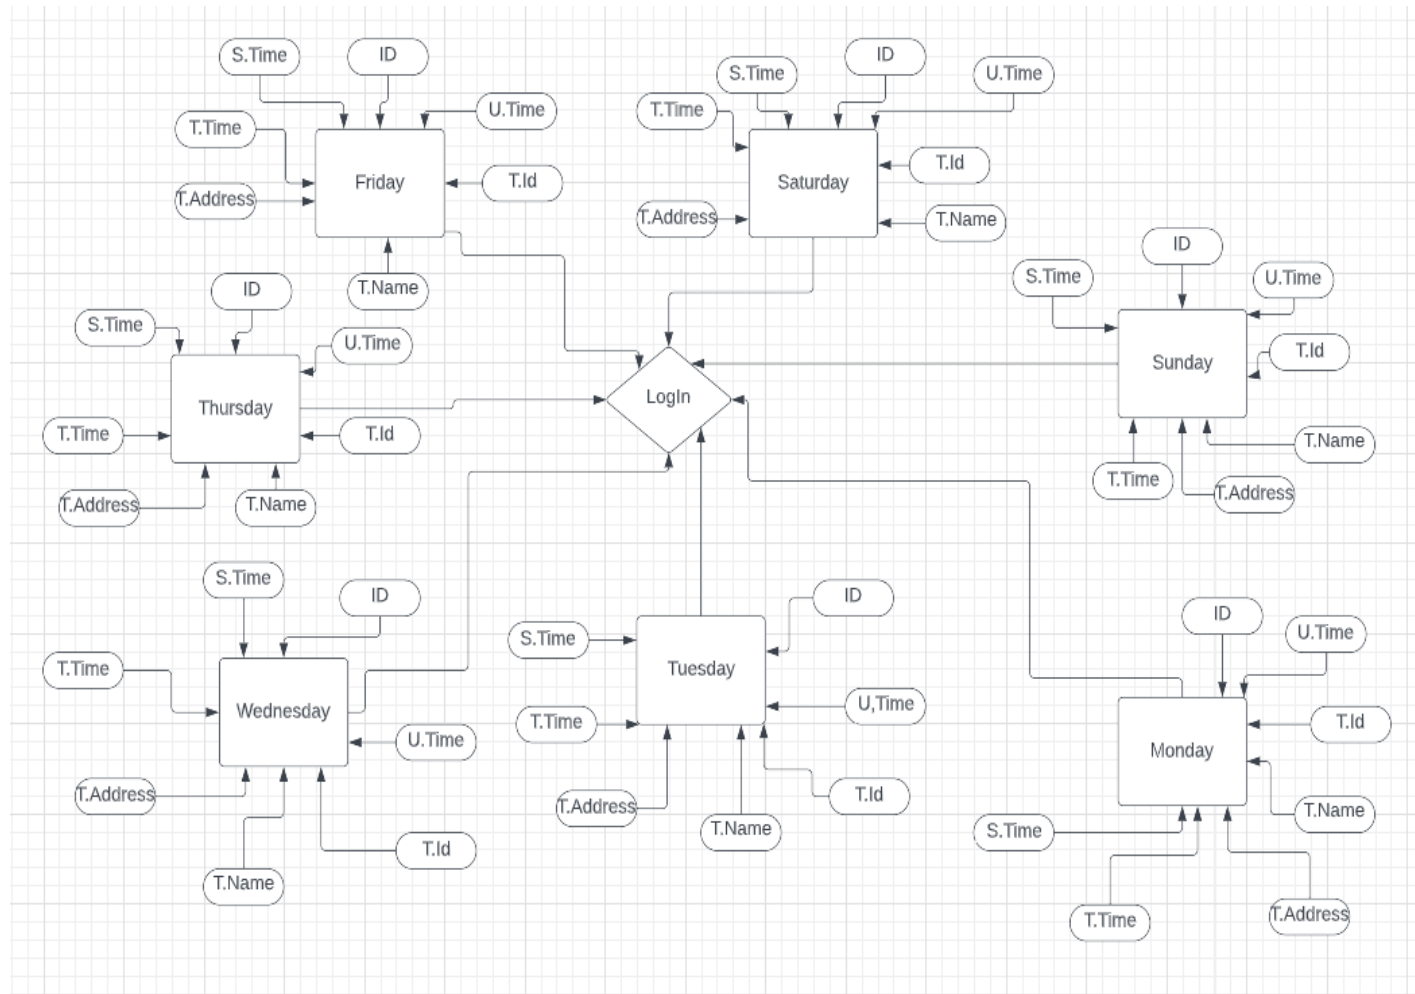 S.Time
ID
U.Time
T.Time
Friday
T.Id
T.Address
T.Name
S.Time
ID
U.Time
T.Time
Saturday
T.Id
T.Address
T.Name
ID
S.Time
U.Time
Sunday
T.Id
T.Name
T.Time
T.Address
ID
S.Time
U.Time
Thursday
T.Time
T.Id
T.Address
T.Name
LogIn
S.Time
ID
T.Time
Wednesday
U.Time
T.Address
T.Id
T.Name
ID
S.Time
Tuesday
U,Time
T.Time
T.Id
T.Address
T.Name
ID
U.Time
T.Id
Monday
T.Name
S.Time
T.Time
T.Address